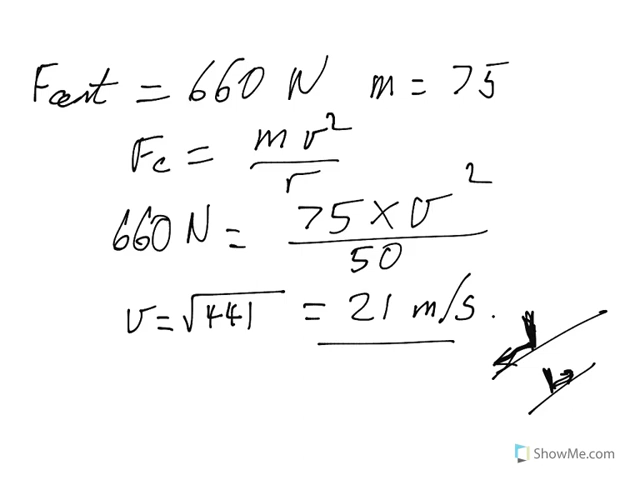 Fcent = 660 N m = 75
Fc = mv²/r
660 N = 75 × v²/50
v = √441 = 21 m/s.
ShowMe.com